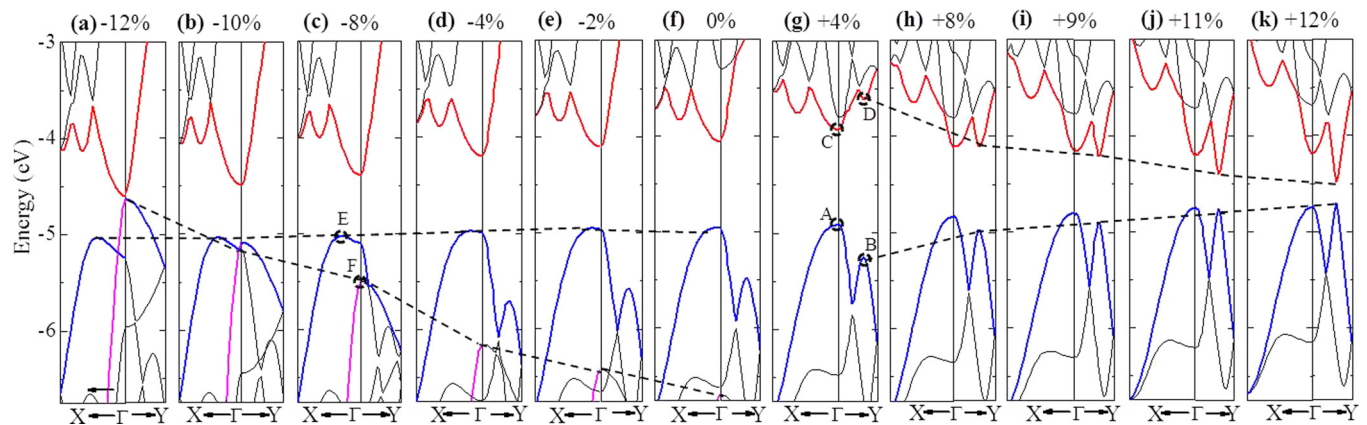 (a) -12% (b) -10% (c) -8% (d) -4% (e) -2% (f) 0% (g) +4% (h) +8% (i) +9% (j) +11% (k) +12%
-3
-4
-5
-6
Energy (eV)
D
C
A
B
E
F
X Γ Y X Γ Y X Γ Y X Γ Y X Γ Y X Γ Y X Γ Y X Γ Y X Γ Y X Γ Y X Γ Y